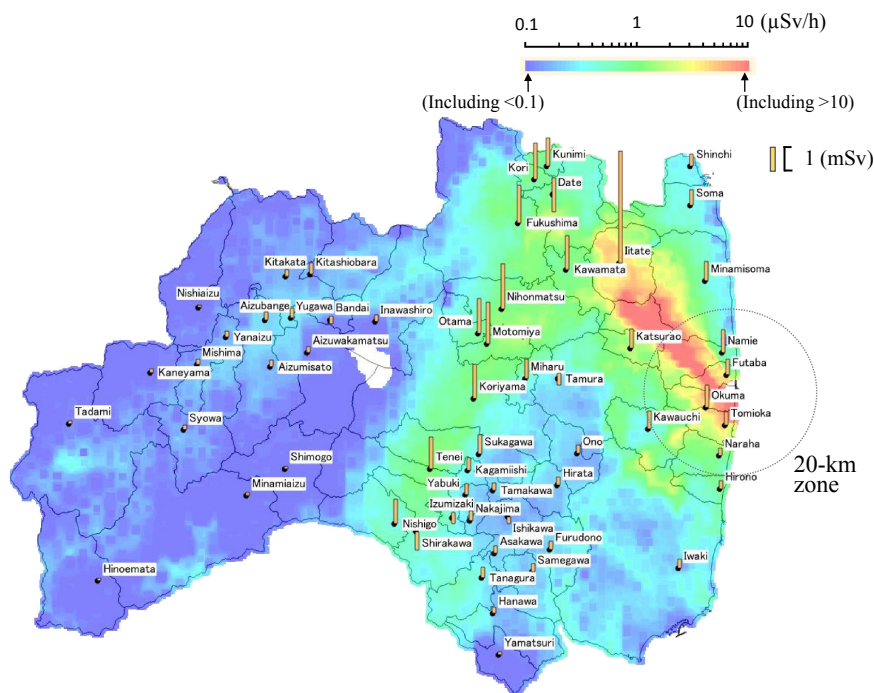 0.1 1 10 (μSv/h)
(Including <0.1) (Including >10)
1 (mSv)
Kunimi
Shinchi
Kori
Date
Soma
Fukushima
Iitate
Kitakata Kitashiobara
Kawamata
Minamisoma
Nishiaizu
Nihonmatsu
Aizubange Yugawa Bandai Inawashiro
Otama
Motomiya
Yanaizu
Katsurao
Namie
Aizuwakamatsu
Mishima
Kaneyama
Aizumisato
Miharu
Tamura
Futaba
Koriyama
Okuma
Tadami
Syowa
Kawauchi
Tomioka
Sukagawa
Ono
Naraha
Shimogo
Tenei
Kagamiishi
20-km
zone
Minamiaizu
Yabuki
Tamakawa
Hirata
Hirono
Izumizaki
Nakajima
Nishigo
Ishikawa
Shirakawa
Asakawa
Furudono
Samegawa
Iwaki
Hinoemata
Tanagura
Hanawa
Yamatsuri